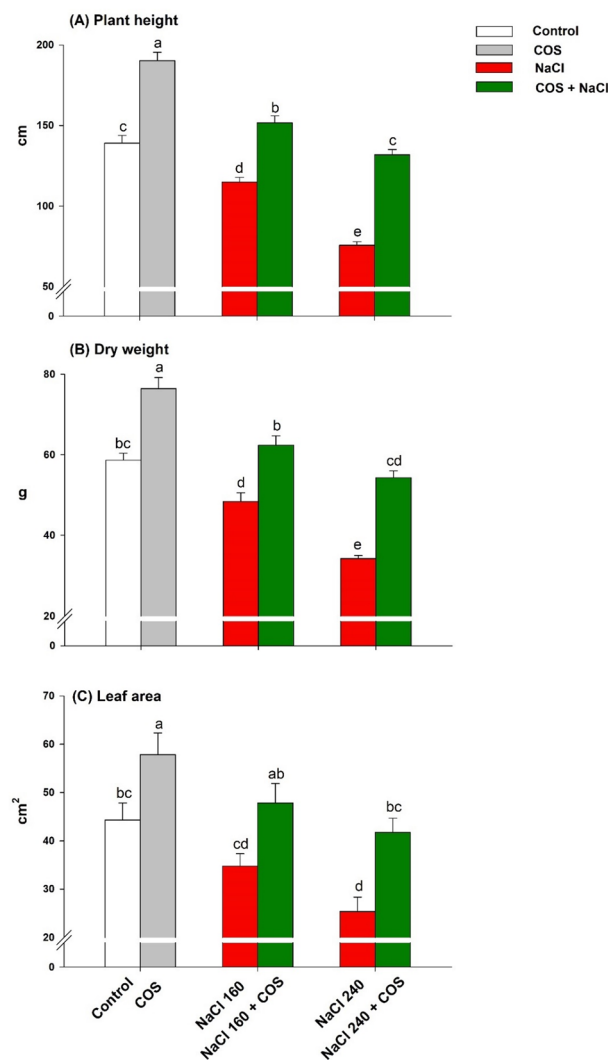 (A) Plant height
Control
COS
NaCl
COS + NaCl
200
150
100
50
0
cm
c
a
d
b
e
c
(B) Dry weight
80
60
40
20
0
g
bc
a
d
b
e
cd
(C) Leaf area
70
60
50
40
30
20
0
cm²
bc
a
cd
ab
d
bc
Control
COS
NaCl 160
NaCl 160 + COS
NaCl 240
NaCl 240 + COS